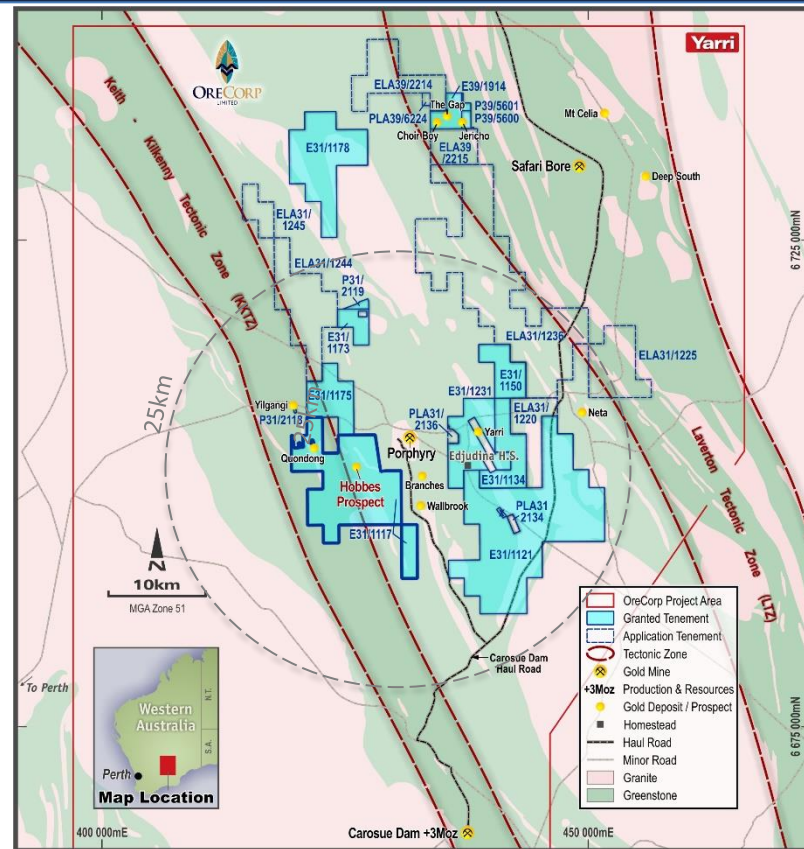 Yarri
ORECORP
LIMITED
Keith - Kilkenny Tectonic Zone (KKTZ)
ELA39/2214
E39/1914
The Gap
P39/5601
PLA39/6224
P39/5600
Choir Boy
Jericho
ELA39
/2215
Mt Celia
Safari Bore
Deep South
E31/1178
ELA31/
1245
6 725 000mN
ELA31/1244
P31/
2119
E31/
1173
ELA31/1236
ELA31/1225
25km
E31/
1150
E31/1175
E31/1231
ELA31/
1220
Yilgangi
PLA31/
2136
P31/2118
Neta
Yarri
Porphyry
Edjudina H.S.
Quondong
Hobbes
Prospect
Branches
E31/1134
Wallbrook
PLA31
2134
E31/1117
E31/1121
Laverton Tectonic Zone (LTZ)
N
10km
MGA Zone 51
OreCorp Project Area
Granted Tenement
Application Tenement
Tectonic Zone
Gold Mine
+3Moz Production & Resources
Gold Deposit / Prospect
Homestead
Haul Road
Minor Road
Granite
Greenstone
Carosue Dam
Haul Road
To Perth
Western
Australia
N.T.
S.A.
Perth
Map Location
6 675 000mN
400 000mE
Carosue Dam +3Moz
450 000mE